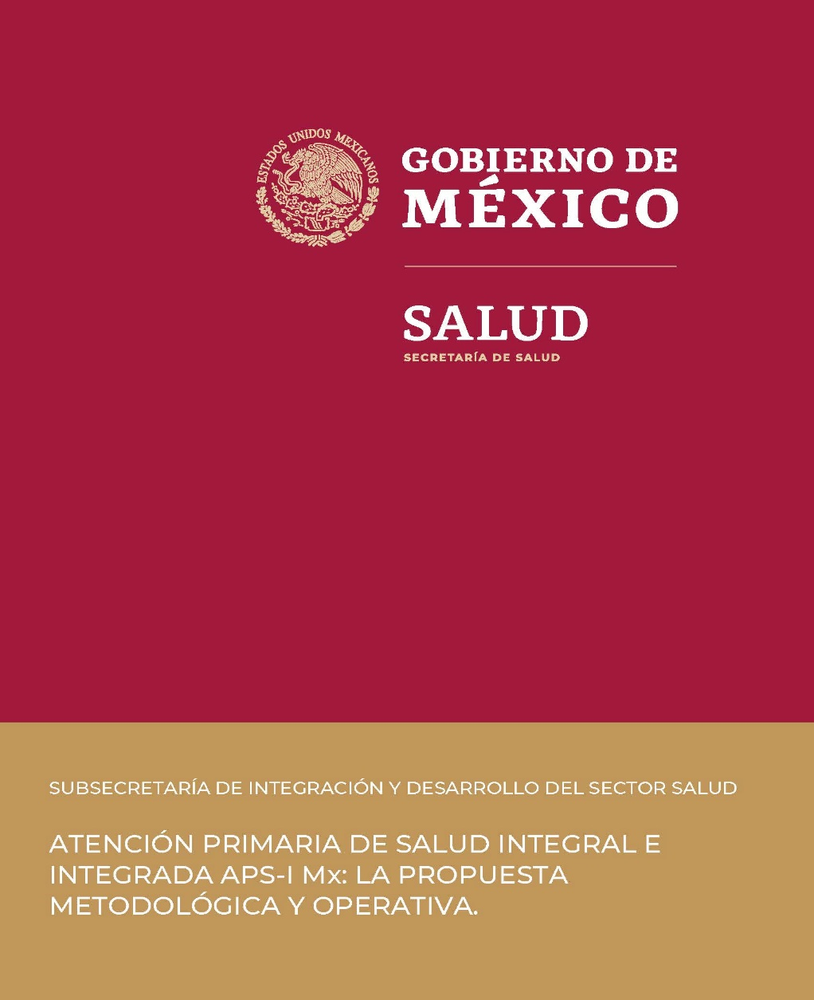 ESTADOS UNIDOS MEXICANOS
GOBIERNO DE
MÉXICO
SALUD
SECRETARÍA DE SALUD
SUBSECRETARÍA DE INTEGRACIÓN Y DESARROLLO DEL SECTOR SALUD
ATENCIÓN PRIMARIA DE SALUD INTEGRAL E
INTEGRADA APS-I Mx: LA PROPUESTA
METODOLÓGICA Y OPERATIVA.